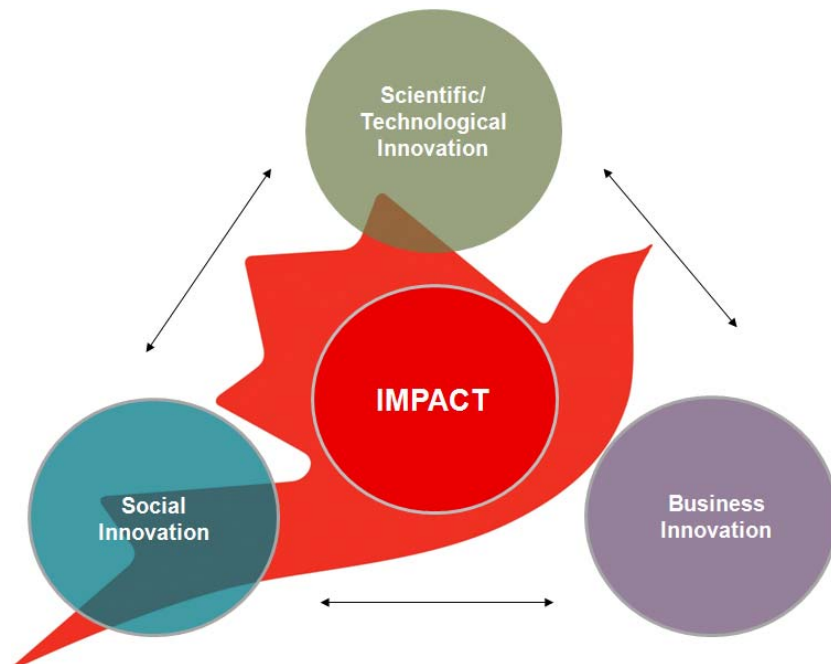 Scientific/
Technological
Innovation
IMPACT
Social
Innovation
Business
Innovation